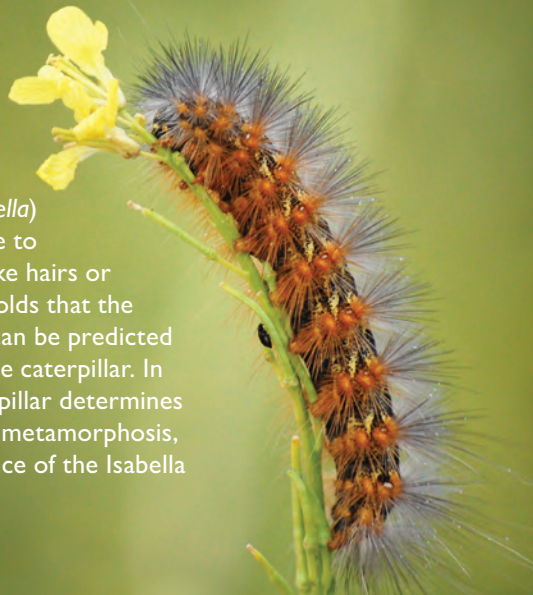 ella)
e to
ke hairs or
olds that the
an be predicted
e caterpillar. In
pillar determines
metamorphosis,
ce of the Isabella